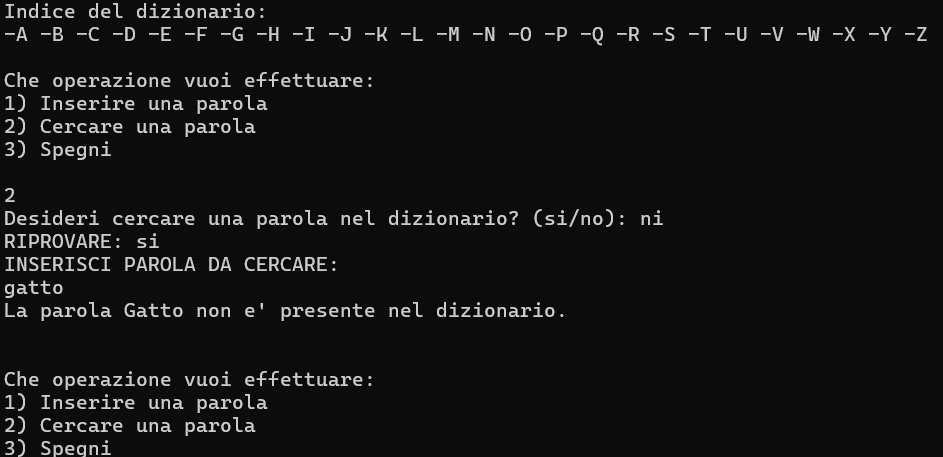 Indice del dizionario:
-A -B -C -D -E -F -G -H -I -J -K -L -M -N -O -P -Q -R -S -T -U -V -W -X -Y -Z
Che operazione vuoi effettuare:
1) Inserire una parola
2) Cercare una parola
3) Spegni
2
Desideri cercare una parola nel dizionario? (si/no): ni
RIPROVARE: si
INSERISCI PAROLA DA CERCARE:
gatto
La parola Gatto non e' presente nel dizionario.
Che operazione vuoi effettuare:
1) Inserire una parola
2) Cercare una parola
3) Spegni